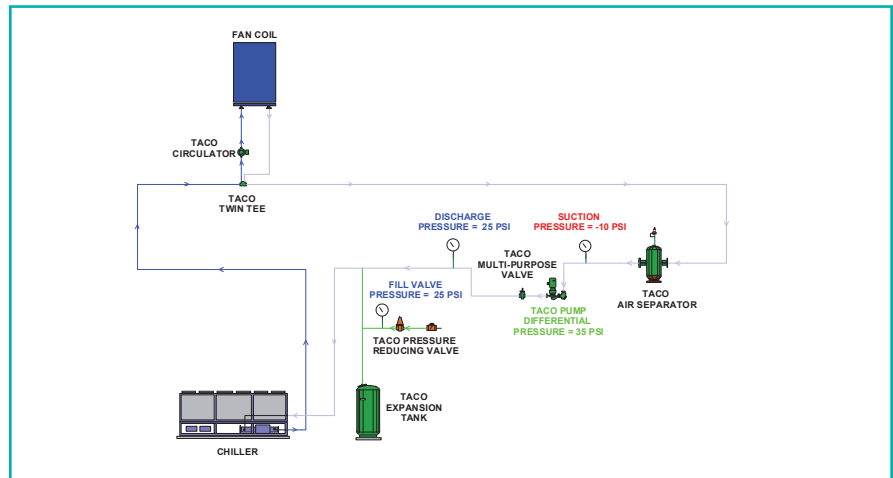 FAN COIL
TACO
CIRCULATOR
TACO
TWIN TEE
DISCHARGE
PRESSURE = 25 PSI
SUCTION
PRESSURE = -10 PSI
TACO
MULTI-PURPOSE
VALVE
TACO
AIR SEPARATOR
FILL VALVE
PRESSURE = 25 PSI
TACO PUMP
DIFFERENTIAL
PRESSURE = 35 PSI
TACO PRESSURE
REDUCING VALVE
TACO
EXPANSION
TANK
CHILLER